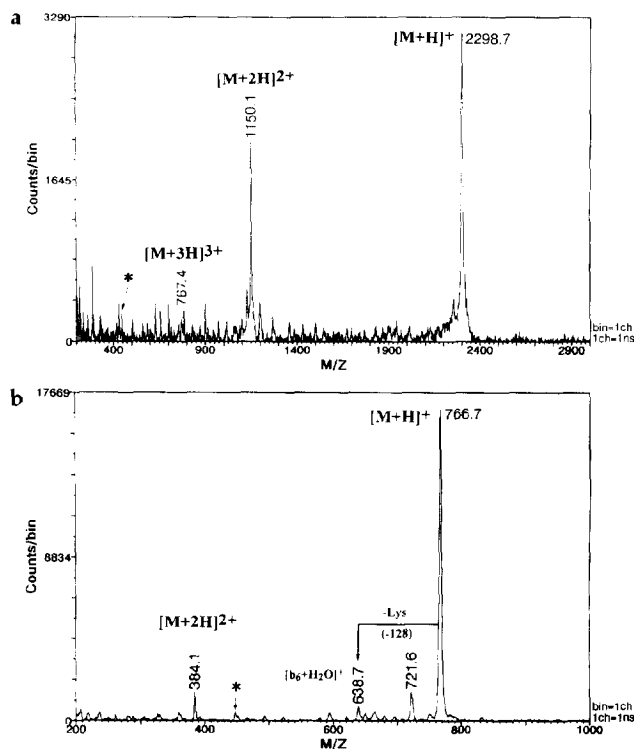 a
3290
Counts/bin
1645
0
[M+H]+
2298.7
[M+2H]2+
1150.1
[M+3H]3+
767.4
*
400
900
1400
1900
2400
2900
M/Z
bin=1ch
1ch=1ns
b
17669
Counts/bin
8834
0
[M+H]+
766.7
[M+2H]2+
384.1
*
-Lys
(-128)
[b6+H2O]+
638.7
721.6
200
400
600
800
1000
M/Z
bin=1ch
1ch=1ns